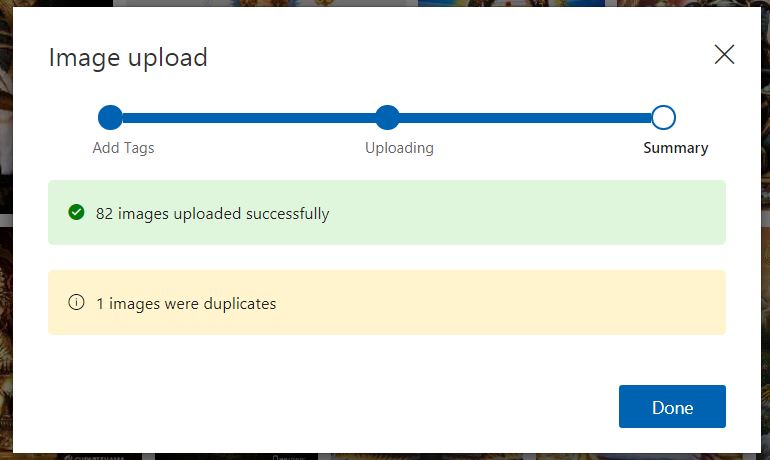 Image upload
Add Tags
Uploading
Summary
82 images uploaded successfully
1 images were duplicates
Done